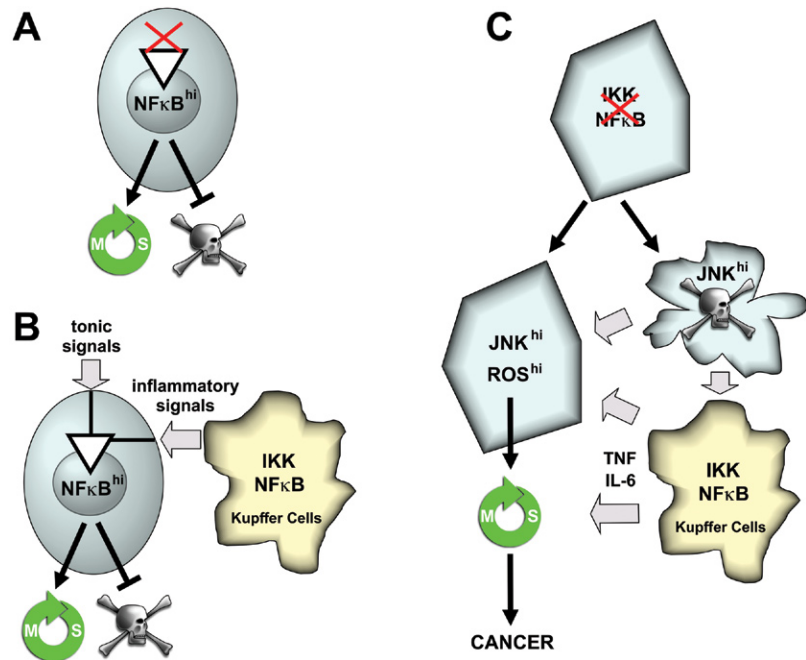 A
NFκB^hi
M S
B
tonic
signals
inflammatory
signals
NFκB^hi
IKK
NFκB
Kupffer Cells
M S
C
IKK
NFκB
JNK^hi
JNK^hi
ROS^hi
TNF
IL-6
IKK
NFκB
Kupffer Cells
M S
CANCER